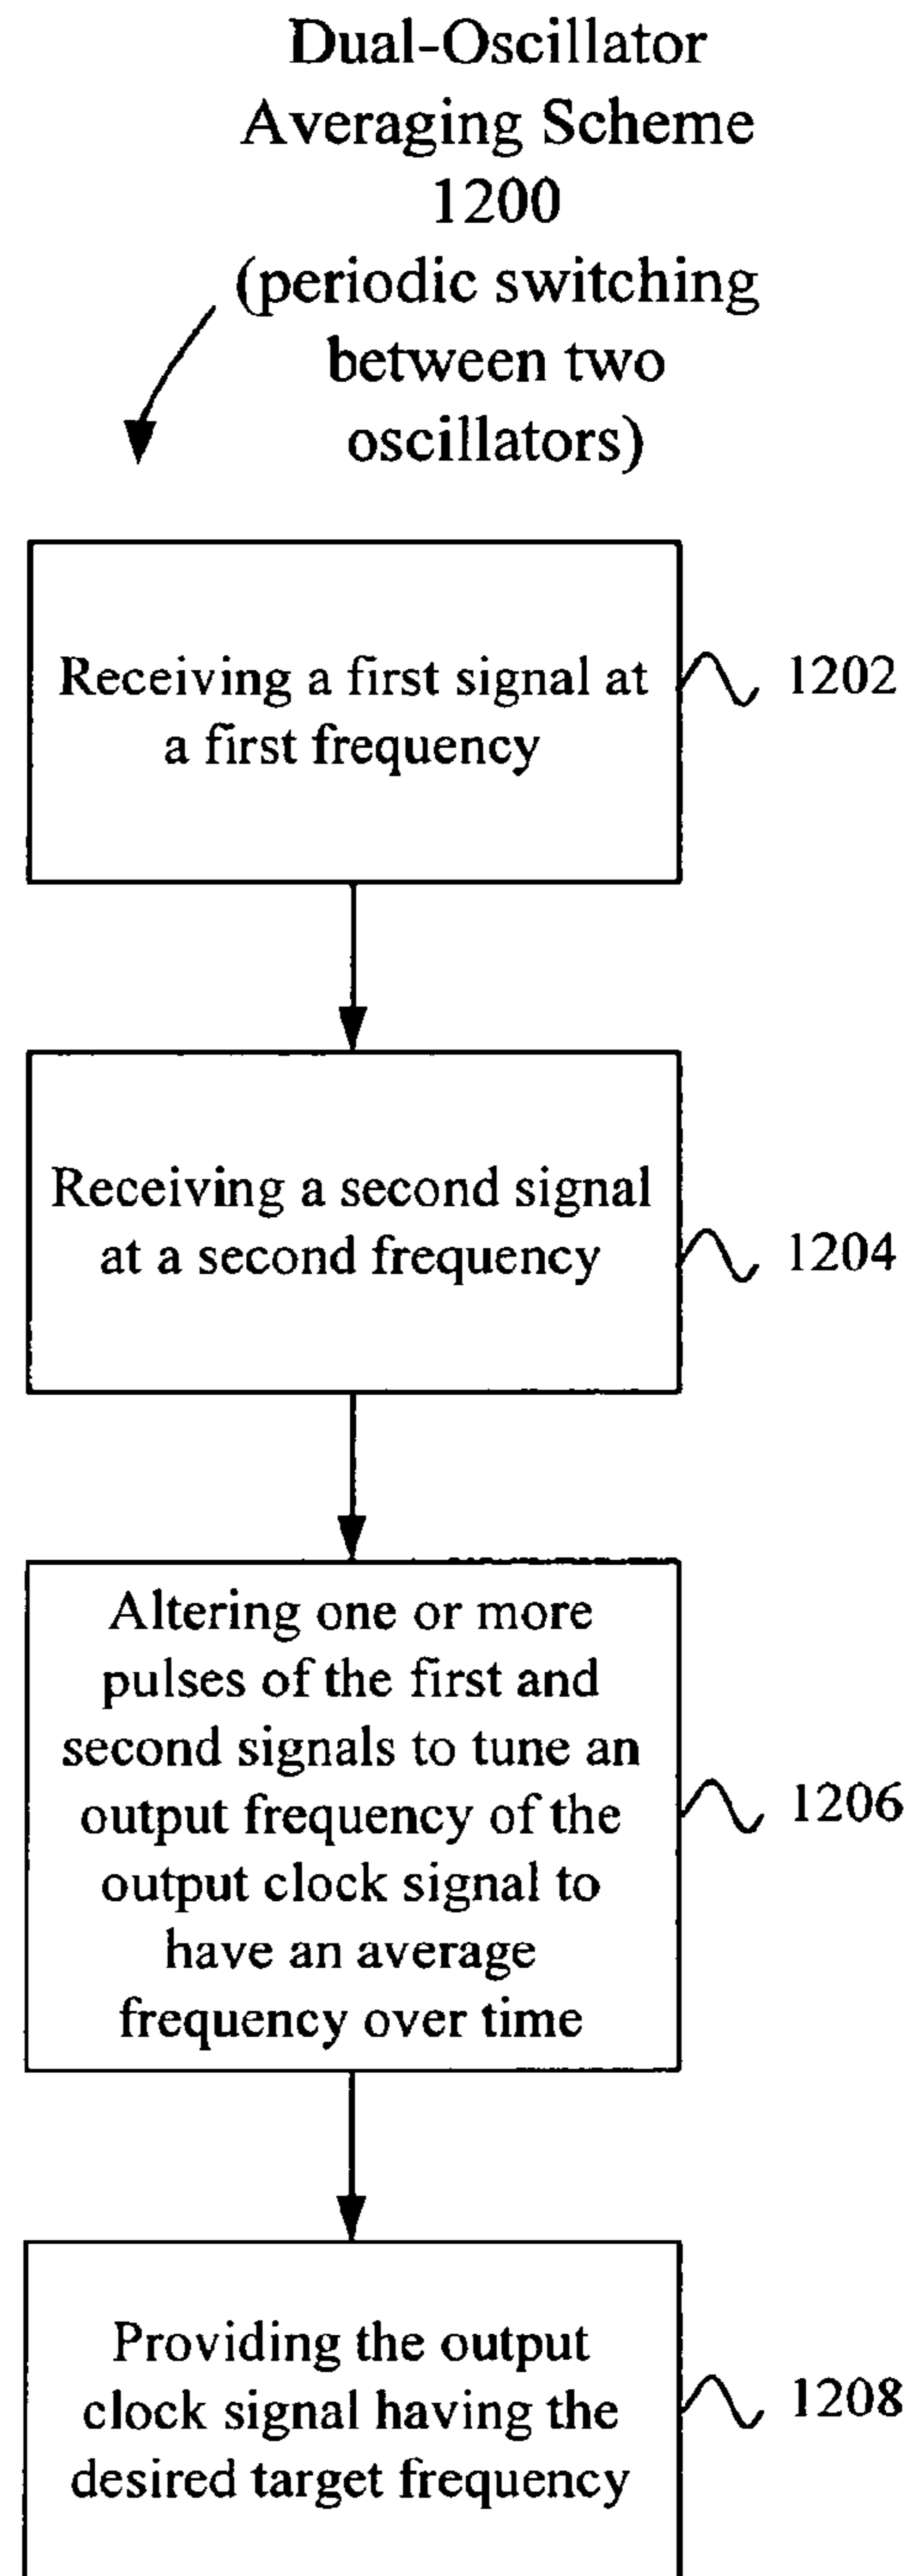 Dual-Oscillator
Averaging Scheme
1200
(periodic switching
between two
oscillators)
Receiving a first signal at
a first frequency
1202
Receiving a second signal
at a second frequency
1204
Altering one or more
pulses of the first and
second signals to tune an
output frequency of the
output clock signal to
have an average
frequency over time
1206
Providing the output
clock signal having the
desired target frequency
1208